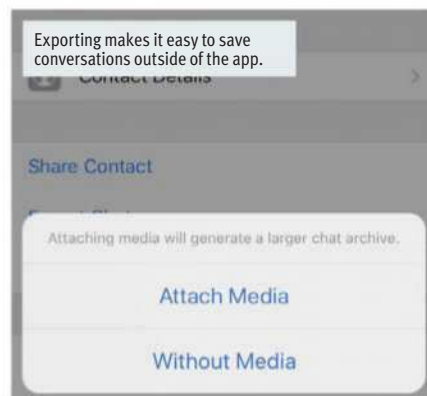 Exporting makes it easy to save
conversations outside of the app.
Contact Details
Share Contact
Attaching media will generate a larger chat archive.
Attach Media
Without Media